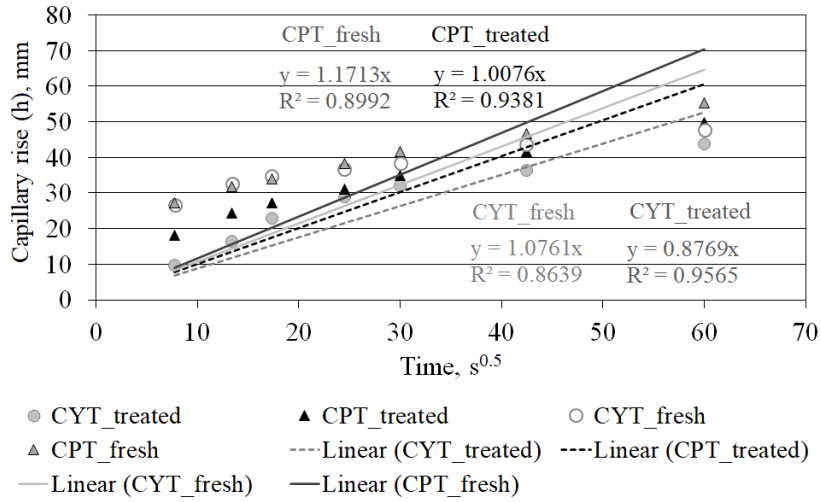 80
70
60
50
40
30
20
10
0
Capillary rise (h), mm
CPT_fresh CPT_treated
y = 1.1713x y = 1.0076x
R² = 0.8992 R² = 0.9381
CYT_fresh CYT_treated
y = 1.0761x y = 0.8769x
R² = 0.8639 R² = 0.9565
0 10 20 30 40 50 60 70
Time, s^0.5
CYT_treated CPT_treated CYT_fresh
CPT_fresh Linear (CYT_treated) Linear (CPT_treated)
Linear (CYT_fresh) Linear (CPT_fresh)